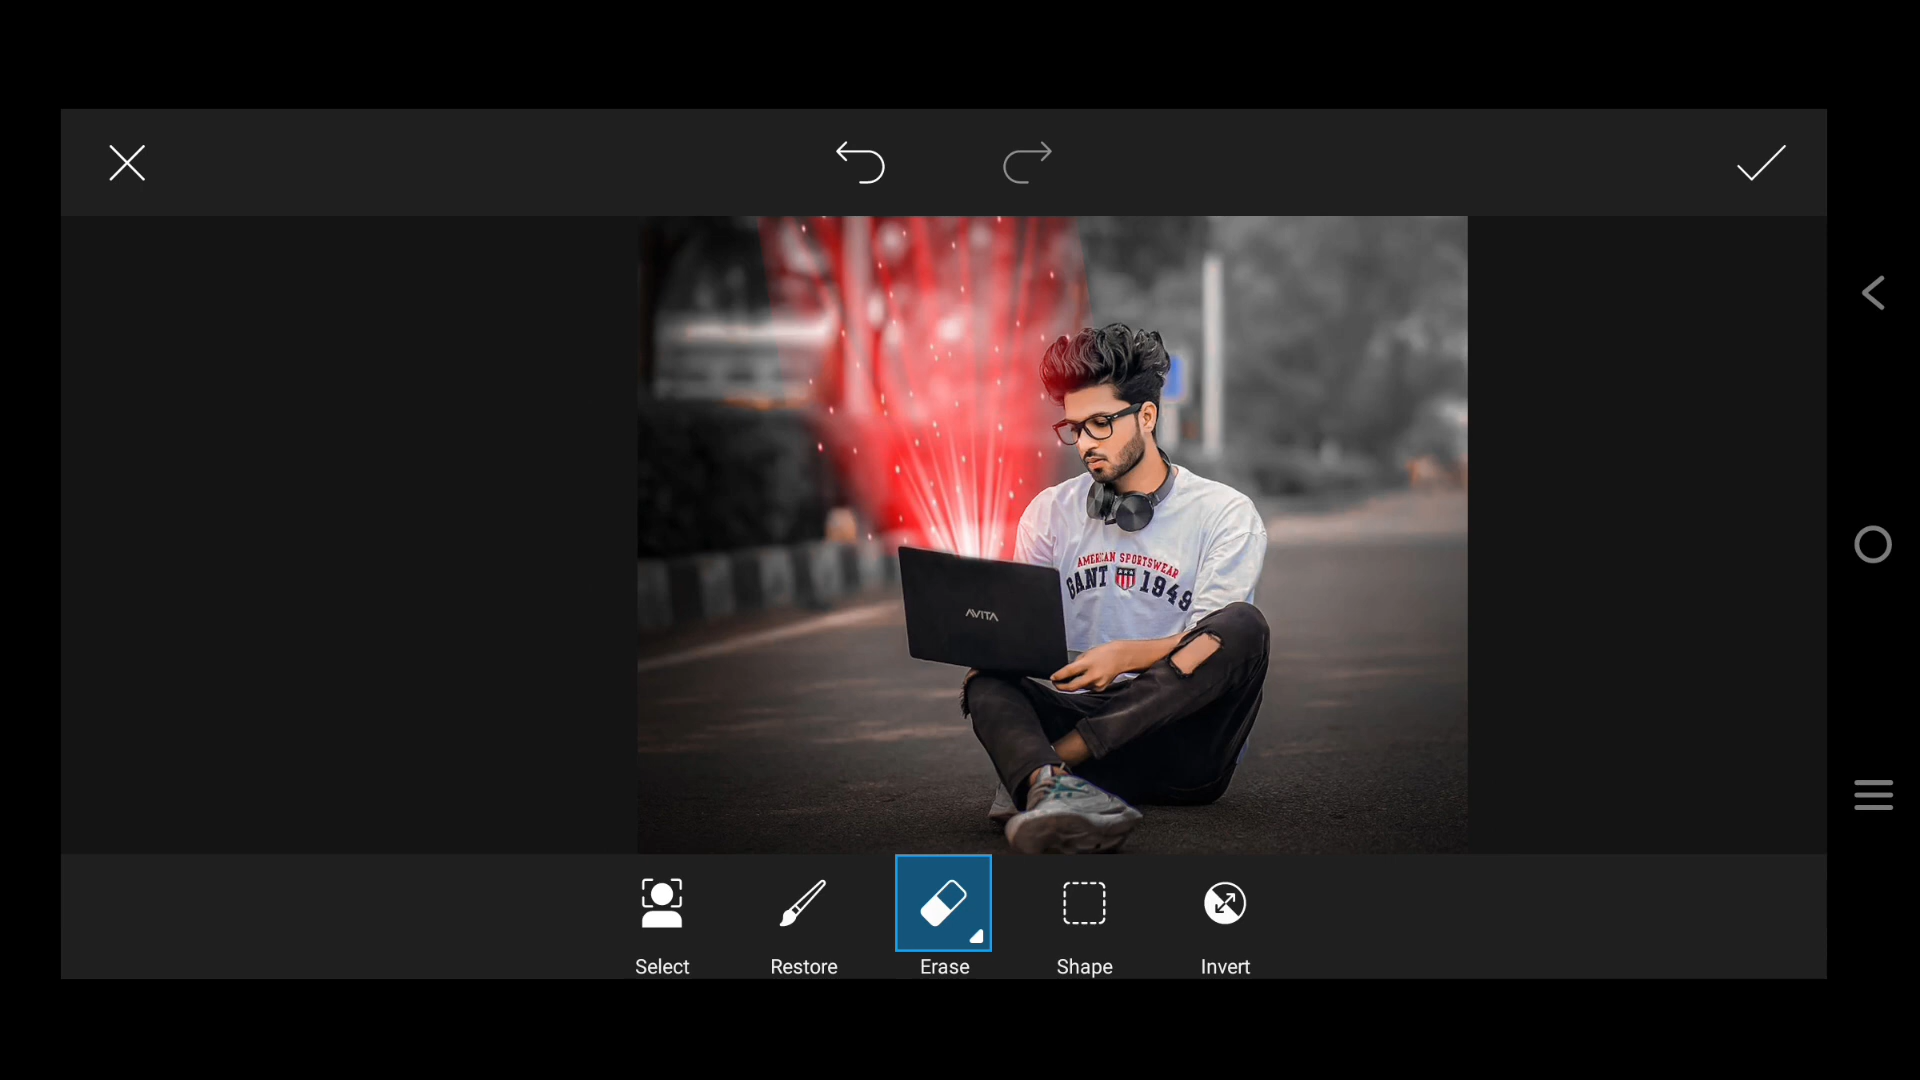 AMERICAN SPORTSWEAR
GANT 1949
AVITA
Select
Restore
Erase
Shape
Invert